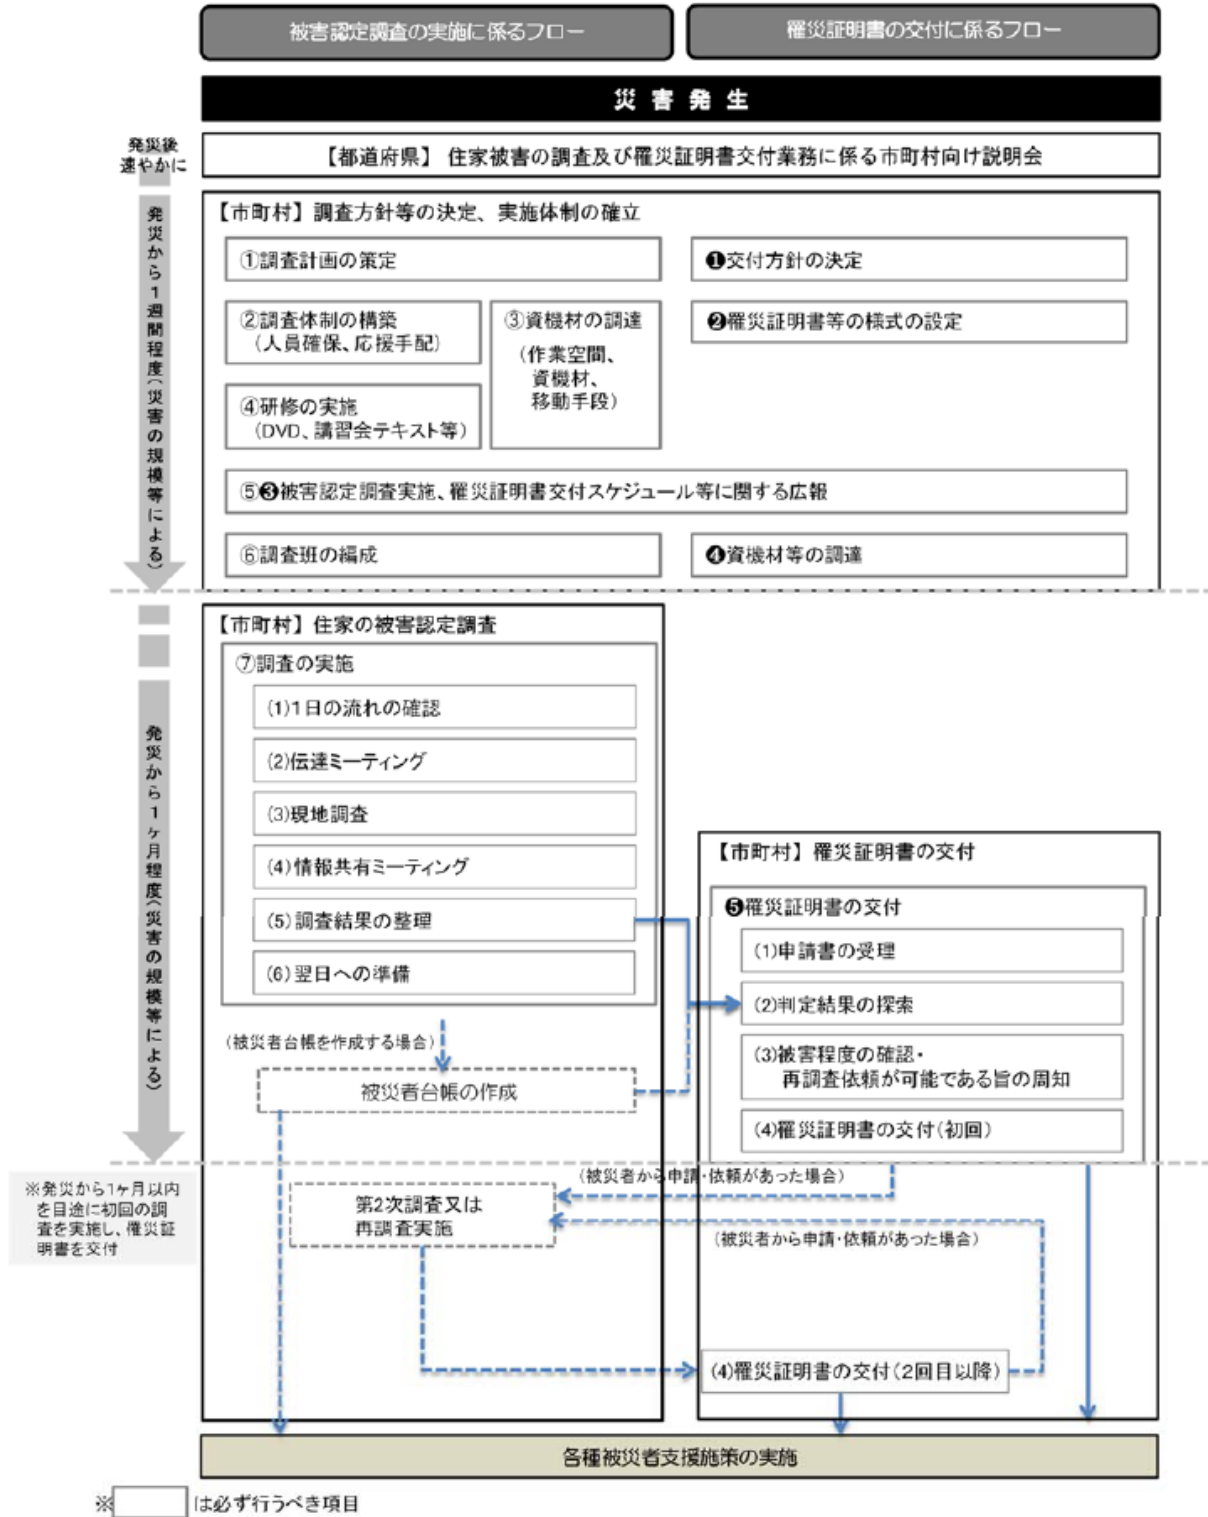 被害認定調査の実施に係るフロー
罹災証明書の交付に係るフロー
災害発生
発災後
速やかに
【都道府県】 住家被害の調査及び罹災証明書交付業務に係る市町村向け説明会
発災から1週間程度(災害の規模等による)
【市町村】調査方針等の決定、実施体制の確立
①調査計画の策定
❶交付方針の決定
②調査体制の構築
(人員確保、応援手配)
③資機材の調達
(作業空間、
資機材、
移動手段)
❷罹災証明書等の様式の設定
④研修の実施
(DVD、講習会テキスト等)
⑤❸被害認定調査実施、罹災証明書交付スケジュール等に関する広報
⑥調査班の編成
❹資機材等の調達
発災から1ヶ月程度(災害の規模等による)
【市町村】住家の被害認定調査
⑦調査の実施
(1)1日の流れの確認
(2)伝達ミーティング
(3)現地調査
(4)情報共有ミーティング
(5)調査結果の整理
(6)翌日への準備
(被災者台帳を作成する場合)
被災者台帳の作成
【市町村】罹災証明書の交付
❺罹災証明書の交付
(1)申請書の受理
(2)判定結果の探索
(3)被害程度の確認・
再調査依頼が可能である旨の周知
(4)罹災証明書の交付(初回)
※発災から1ヶ月以内
を目途に初回の調
査を実施し、罹災証
明書を交付
(被災者から申請・依頼があった場合)
第2次調査又は
再調査実施
(被災者から申請・依頼があった場合)
(4)罹災証明書の交付(2回目以降)
各種被災者支援施策の実施
※ は必ず行うべき項目